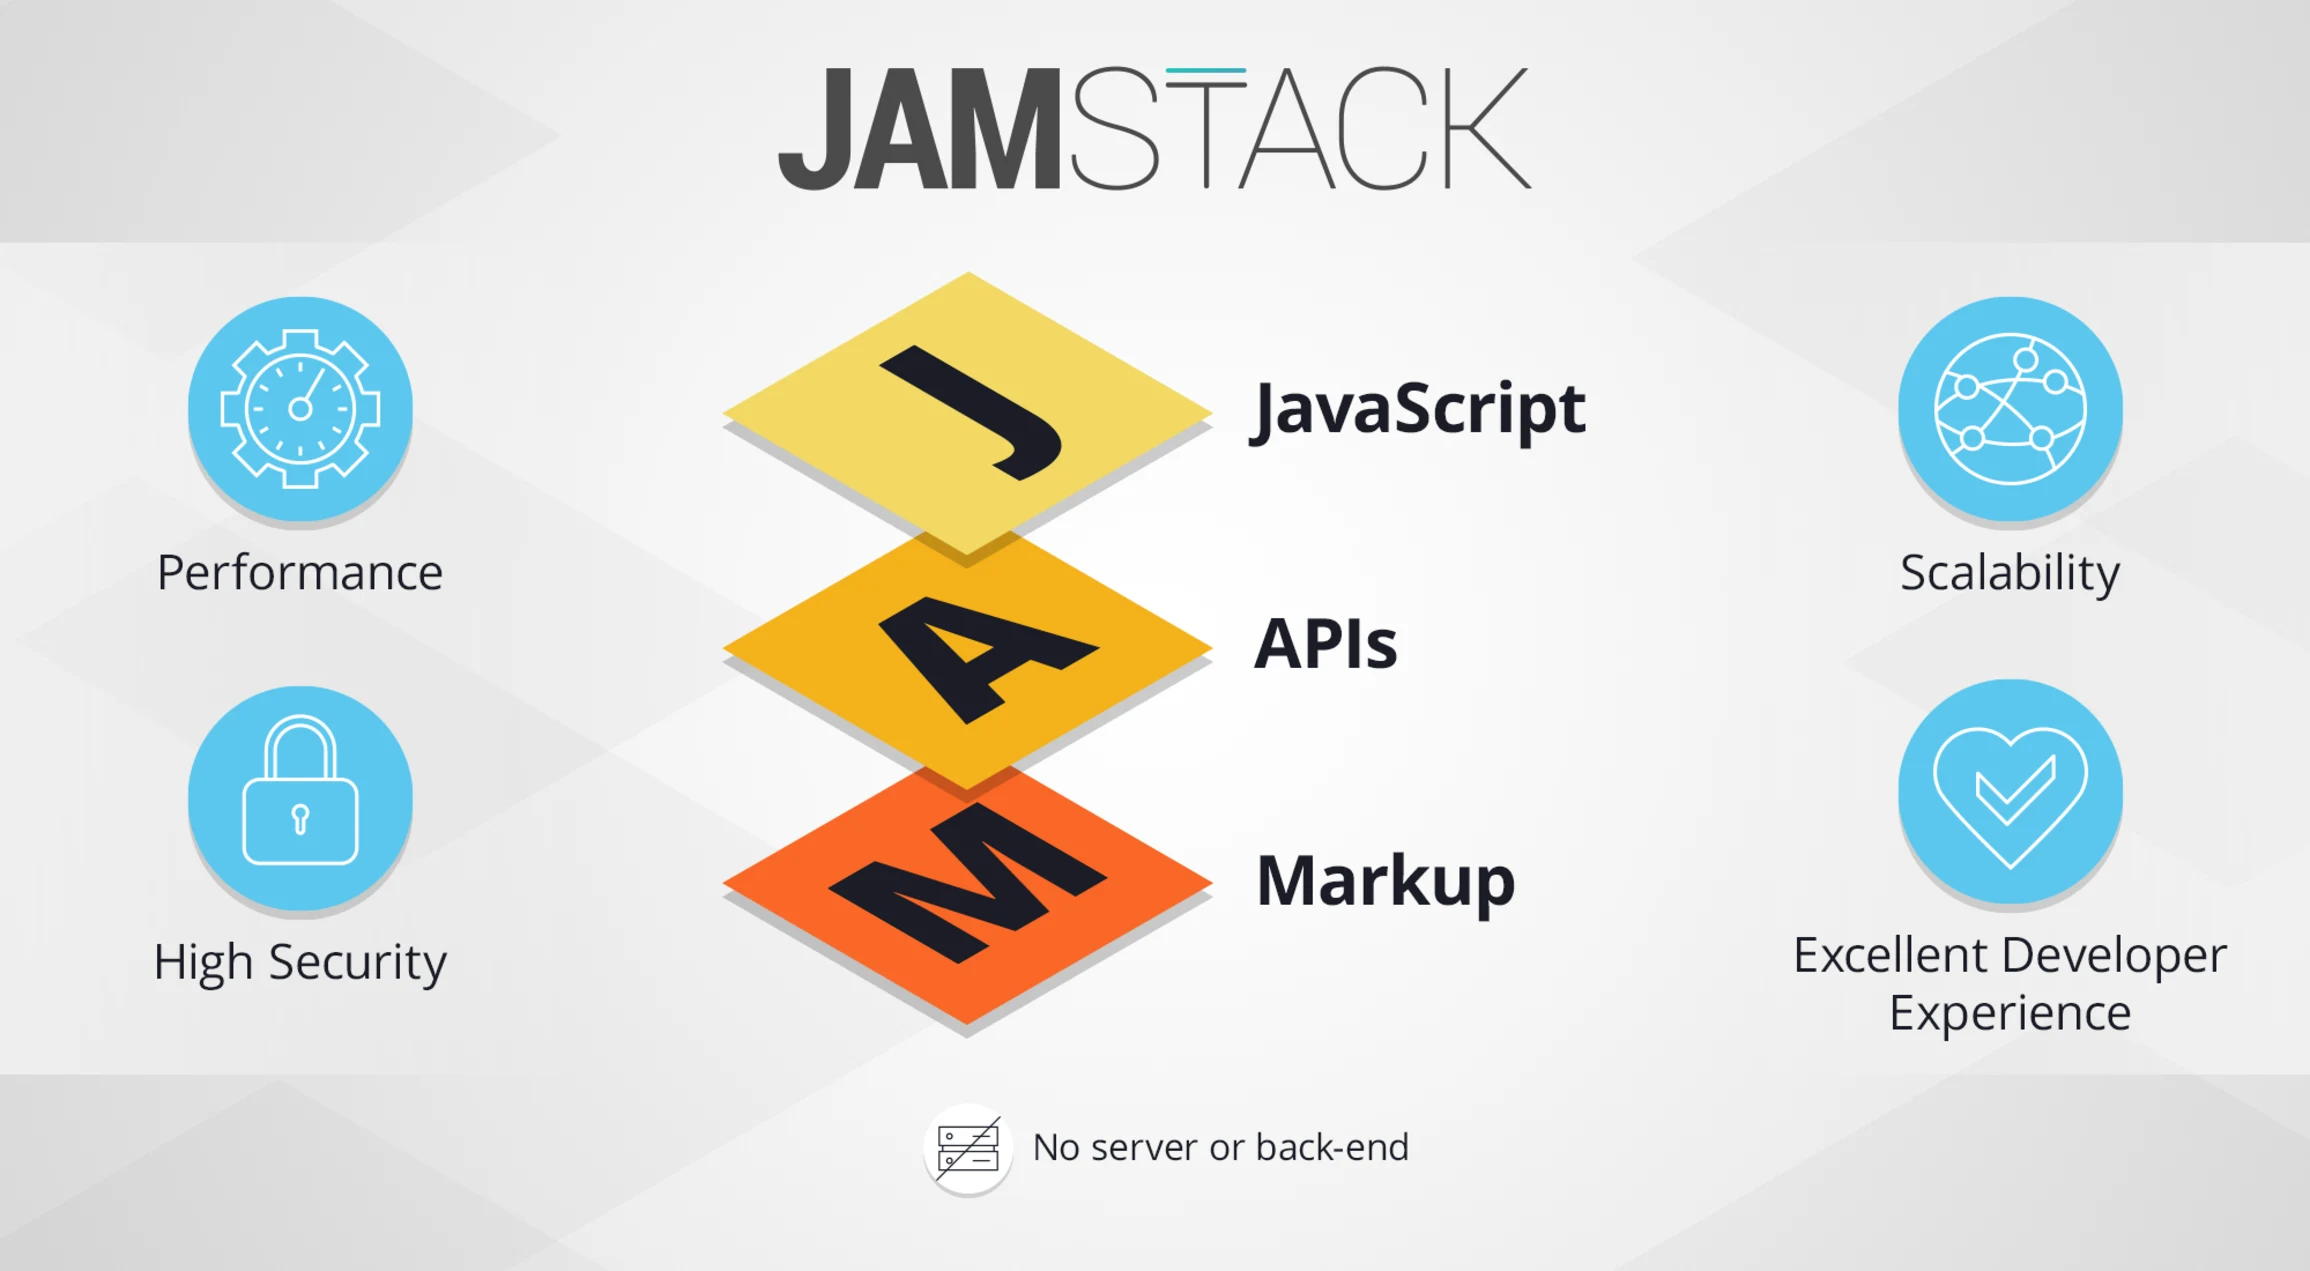 JAMSTACK
J
JavaScript
A
APIs
M
Markup
Performance
High Security
Scalability
Excellent Developer
Experience
No server or back-end